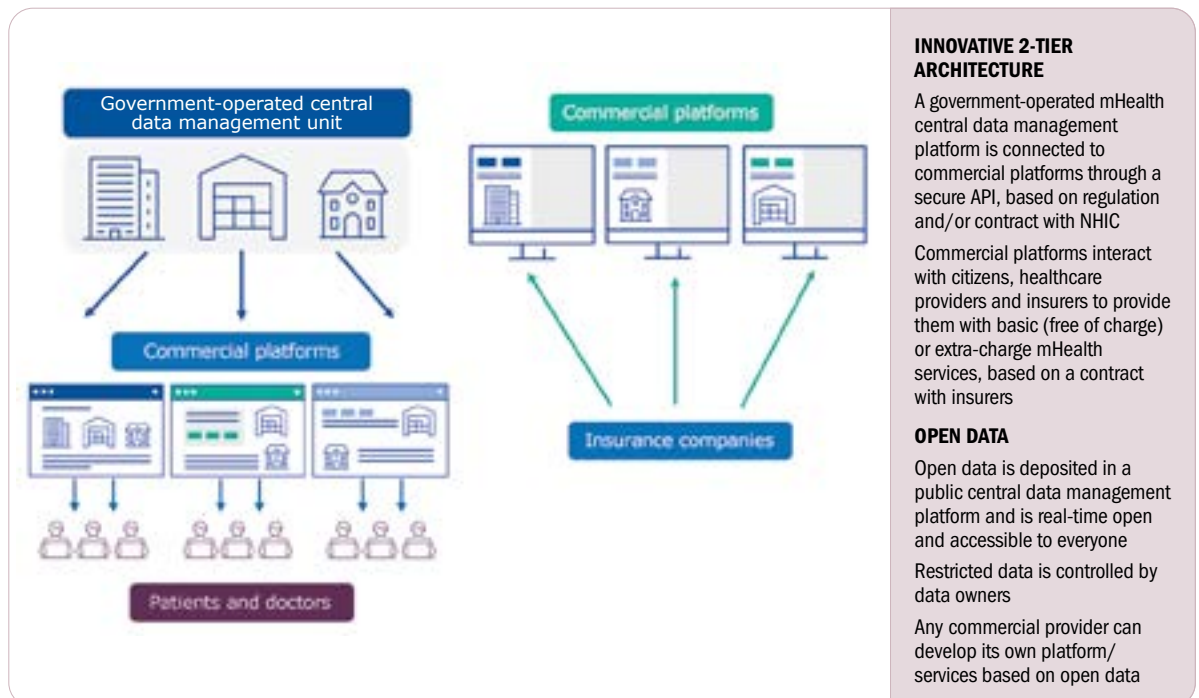 Government-operated central
data management unit
Commercial platforms
Patients and doctors
Commercial platforms
Insurance companies
INNOVATIVE 2-TIER
ARCHITECTURE
A government-operated mHealth
central data management
platform is connected to
commercial platforms through a
secure API, based on regulation
and/or contract with NHIC
Commercial platforms interact
with citizens, healthcare
providers and insurers to provide
them with basic (free of charge)
or extra-charge mHealth
services, based on a contract
with insurers
OPEN DATA
Open data is deposited in a
public central data management
platform and is real-time open
and accessible to everyone
Restricted data is controlled by
data owners
Any commercial provider can
develop its own platform/
services based on open data